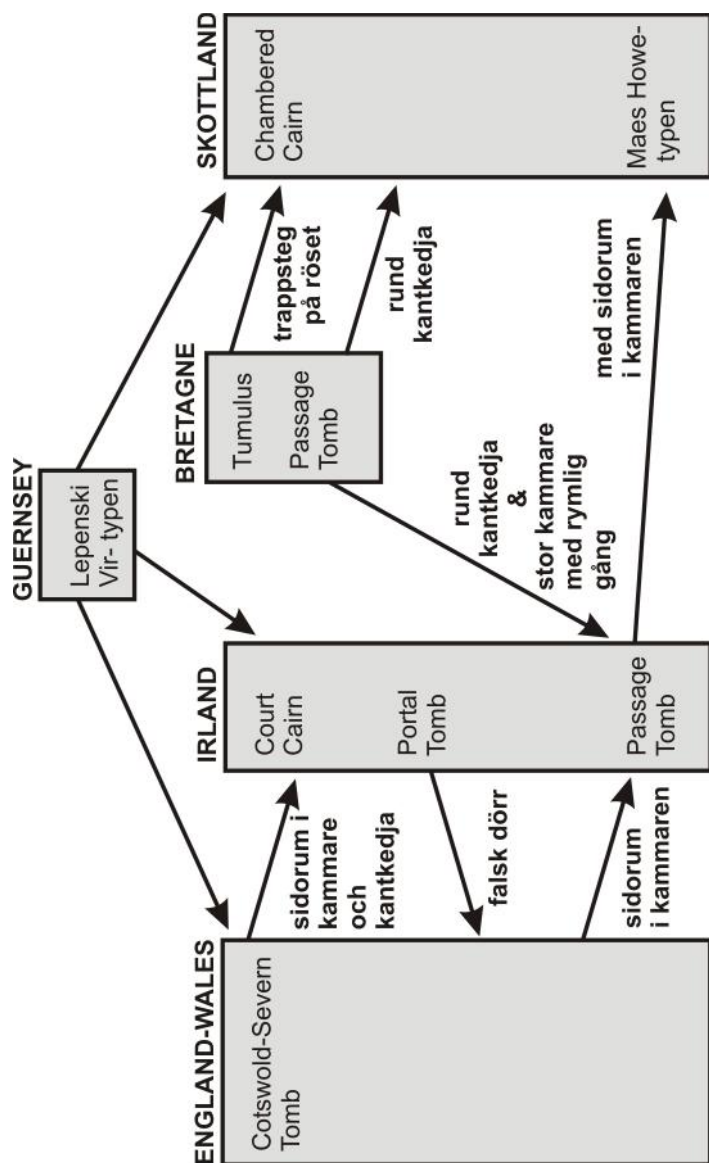 GUERNSEY
Lepenski
Vir- typen
BRETAGNE
Tumulus
Passage
Tomb
SKOTTLAND
Chambered
Cairn
Maes Howe-
typen
IRLAND
Court
Cairn
Portal
Tomb
Passage
Tomb
ENGLAND-WALES
Cotswold-Severn
Tomb
sidorum i
kammare
och
kantkedja
falsk dörr
sidorum
i kammaren
trappsteg
på röset
rund
kantkedja
rund
kantkedja
&
stor kammare
med rymlig
gång
med sidorum
i kammaren